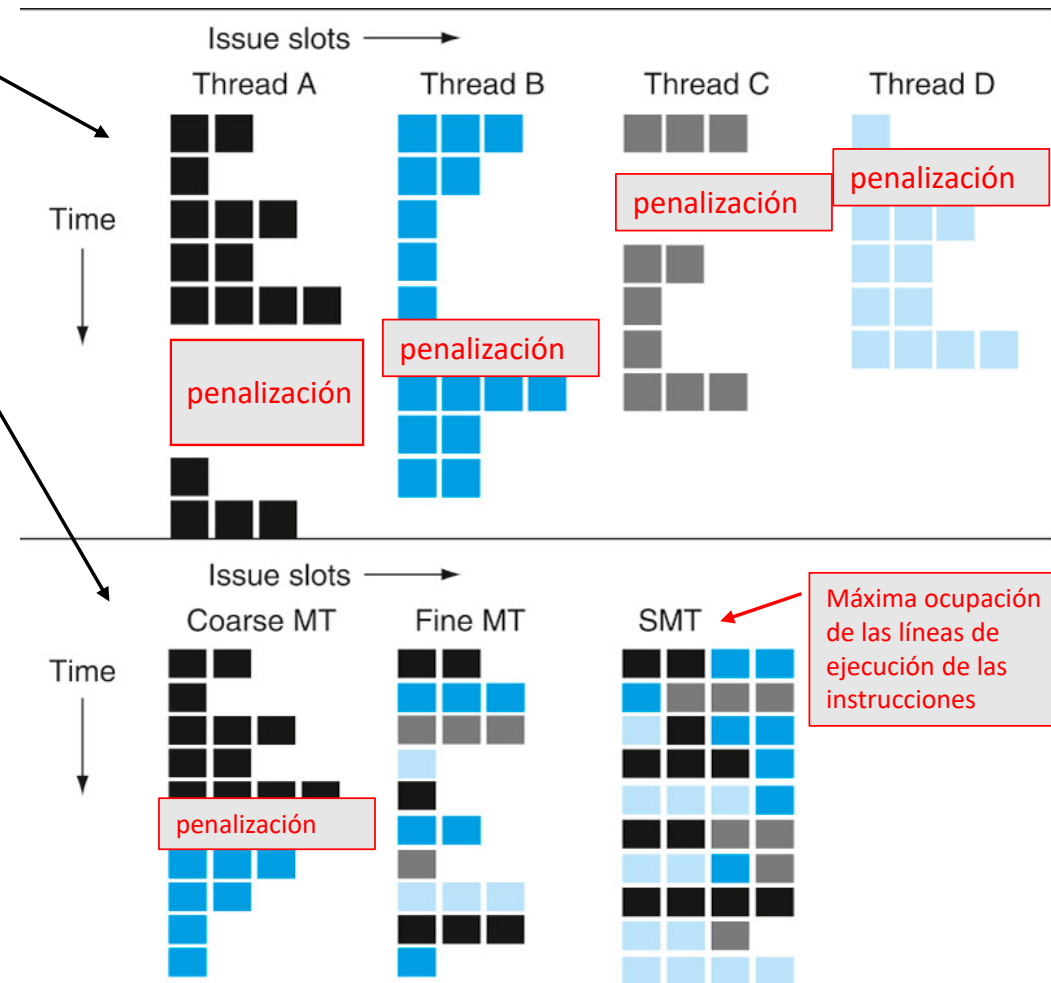 Issue slots
Thread A Thread B Thread C Thread D
Time
penalización
penalización
penalización
penalización
Issue slots
Coarse MT Fine MT SMT
Time
penalización
Máxima ocupación
de las líneas de
ejecución de las
instrucciones